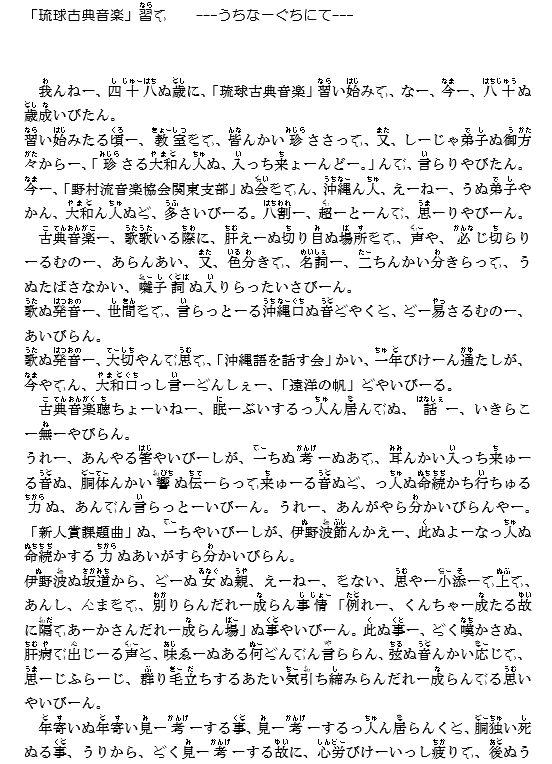 「琉球古典音楽」習て、　---うちなーぐちにて---
我んねー、四十八ぬ歳に、「琉球古典音楽」習い始みて、なー、今ー、八十ぬ
歳成いびたん。
習い始みたる頃ー、教室をて、皆んかい珍ささって、又、しーじゃ弟子ぬ御方
々からー、「珍さる大和ん人ぬ、入っち来ょーんどー。」んで、言らりやびたん。
今ー、「野村流音楽協会関東支部」ぬ会をてん、沖縄ん人、えーねー、うぬ弟子や
かん、大和ん人ぬど、多さいびーる。八割ー、超ーとーんで、思ーりやびーん。
古典音楽ー、歌歌いる際に、肝えーぬ切り目ぬ場所をて、声や、必じ切らり
ーるむのー、あらんあい、又、色分きて、名詞ー、二ちんかい分きらって、う
ぬたばさなかい、囃子詞ぬ入りらったいさびーん。
歌ぬ発音ー、世間をて、言らっとーる沖縄口ぬ音どやくと、どー易さるむのー、
あいびらん。
歌ぬ発音ー、大切やんで思て、「沖縄語を話す会」かい、一年びけーん通たしが、
今やてん、大和口っし言ーどんしぇー、「遠洋の帆」どやいびーる。
古典音楽聴ちょーいねー、眠ーぶいするっ人ん居んてぬ、話ー、いきらこ
ー無ーやびらん。
うれー、あんやる筈やいびーしが、一ちぬ考ーぬあて、耳んかい入っち来ゅー
る音ぬ、胴体んかい響ぬ伝ーらって来ゅーる音ぬど、っ人ぬ命続かち行ちゅる
力ぬ、あんでん言らっとーいびーん。うれー、あんがやら分かいびらんやー。
「新人賞課題曲」ぬ、一ちやいびーしが、伊野波節んかえー、此ぬよーなっ人ぬ
命続かする力ぬあいがすら分かいびらん。
伊野波ぬ坂道から、どーぬ女ぬ親、えーねー、をない、思やー小添ーて上て、
あんし、んまをて、別りらんだれー成らん事情「例れー、くんちゃー成たる故
に隔てあーかさんだれー成らん場」ぬ事やいびーん。此ぬ事ー、どく嘆かさぬ、
肝病で出じーる声と、味ゑーぬある何どんでん言ららん、弦ぬ音んかい応じて、
思ーじふらーじ、群り毛立ちするあたい気引ち締みらんだれー成らんでる思い
やいびーん。
年寄いぬ年寄い見ー考ーする事、見ー考ーするっ人ん居らんくと、胴独い死
ぬる事、うりから、どく見ー考ーする故に、心労びけーいっし疲りて、後ぬう